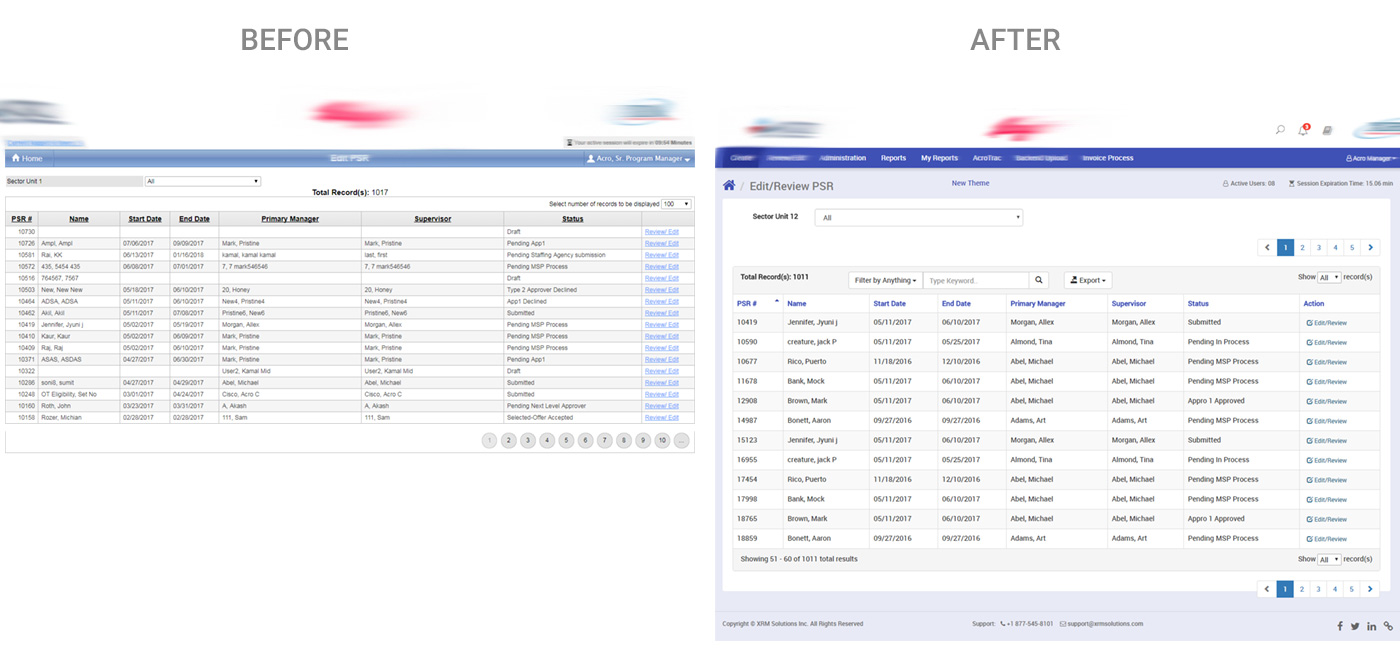 BEFORE
AFTER
Your active session will expire in 03:54 Minutes
Home Edit PSR Acro, Sr. Program Manager
Sector Unit 1 All
Total Record(s): 1017
Select number of records to be displayed 100
PSR # Name Start Date End Date Primary Manager Supervisor Status
10730 Draft Review/ Edit
10726 Ampl, Ampl 07/06/2017 09/09/2017 Mark, Pristine Mark, Pristine Pending App1 Review/ Edit
10581 Rai, KK 06/13/2017 01/16/2018 kamal, kamal kamal last, first Pending Staffing Agency submission Review/ Edit
10572 435, 5454 435 06/08/2017 07/01/2017 7, 7 mark546546 7, 7 mark546546 Pending MSP Process Review/ Edit
10516 764567, 7567 Draft Review/ Edit
10503 New, New New 05/18/2017 06/10/2017 20, Honey 20, Honey Type 2 Approver Declined Review/ Edit
10464 ADSA, ADSA 05/11/2017 06/10/2017 New4, Pristine4 New4, Pristine4 App1 Declined Review/ Edit
10462 Akil, Akil 05/11/2017 07/08/2017 Pristine6, New6 Pristine6, New6 Submitted Review/ Edit
10419 Jennifer, Jyuni j 05/02/2017 05/19/2017 Morgan, Allex Morgan, Allex Pending MSP Process Review/ Edit
10410 Kaur, Kaur 05/02/2017 06/09/2017 Mark, Pristine Mark, Pristine Pending MSP Process Review/ Edit
10409 Raj, Raj 05/02/2017 06/10/2017 Mark, Pristine Mark, Pristine Pending MSP Process Review/ Edit
10371 ASAS, ASDAS 04/27/2017 06/30/2017 Mark, Pristine Mark, Pristine Pending App1 Review/ Edit
10322 User2, Kamal Mid User2, Kamal Mid Draft Review/ Edit
10286 soni8, sumit 04/27/2017 04/29/2017 Abel, Michael Abel, Michael Submitted Review/ Edit
10248 OT Eligibility, Set No 03/01/2017 04/24/2017 Cisco, Acro C Cisco, Acro C Submitted Review/ Edit
10160 Roth, John 03/23/2017 03/31/2017 A, Akash A, Akash Pending Next Level Approver Review/ Edit
10158 Rozer, Michian 02/28/2017 02/28/2017 111, Sam 111, Sam Selected-Offer Accepted Review/ Edit
1 2 3 4 5 6 7 8 9 10 ...
3
Create Administration Reports My Reports AcroTrac Backend Upload Invoice Process Acro Manager
/ Edit/Review PSR New Theme Active Users: 08 Session Expiration Time: 15.06 min
Sector Unit 12 All
1 2 3 4 5
Total Record(s): 1011 Filter by Anything Type Keyword.. Export Show All record(s)
PSR # Name Start Date End Date Primary Manager Supervisor Status Action
10419 Jennifer, Jyuni j 05/11/2017 06/10/2017 Morgan, Allex Morgan, Allex Submitted Edit/Review
10590 creature, jack P 05/11/2017 05/25/2017 Almond, Tina Almond, Tina Pending In Process Edit/Review
10677 Rico, Puerto 11/18/2016 12/10/2016 Abel, Michael Abel, Michael Pending MSP Process Edit/Review
11678 Bank, Mock 05/11/2017 06/10/2017 Abel, Michael Abel, Michael Pending MSP Process Edit/Review
12908 Brown, Mark 05/11/2017 06/10/2017 Abel, Michael Abel, Michael Appro 1 Approved Edit/Review
14987 Bonett, Aaron 09/27/2016 09/27/2016 Adams, Art Adams, Art Pending MSP Process Edit/Review
15123 Jennifer, Jyuni j 05/11/2017 06/10/2017 Morgan, Allex Morgan, Allex Submitted Edit/Review
16955 creature, jack P 05/11/2017 05/25/2017 Almond, Tina Almond, Tina Pending In Process Edit/Review
17454 Rico, Puerto 11/18/2016 12/10/2016 Abel, Michael Abel, Michael Pending MSP Process Edit/Review
17998 Bank, Mock 05/11/2017 06/10/2017 Abel, Michael Abel, Michael Pending MSP Process Edit/Review
18765 Brown, Mark 05/11/2017 06/10/2017 Abel, Michael Abel, Michael Appro 1 Approved Edit/Review
18859 Bonett, Aaron 09/27/2016 09/27/2016 Adams, Art Adams, Art Pending MSP Process Edit/Review
Showing 51 - 60 of 1011 total results Show All record(s)
1 2 3 4 5
Copyright © XRM Solutions Inc. All Rights Reserved Support: +1 877-545-8101 support@xrmsolutions.com